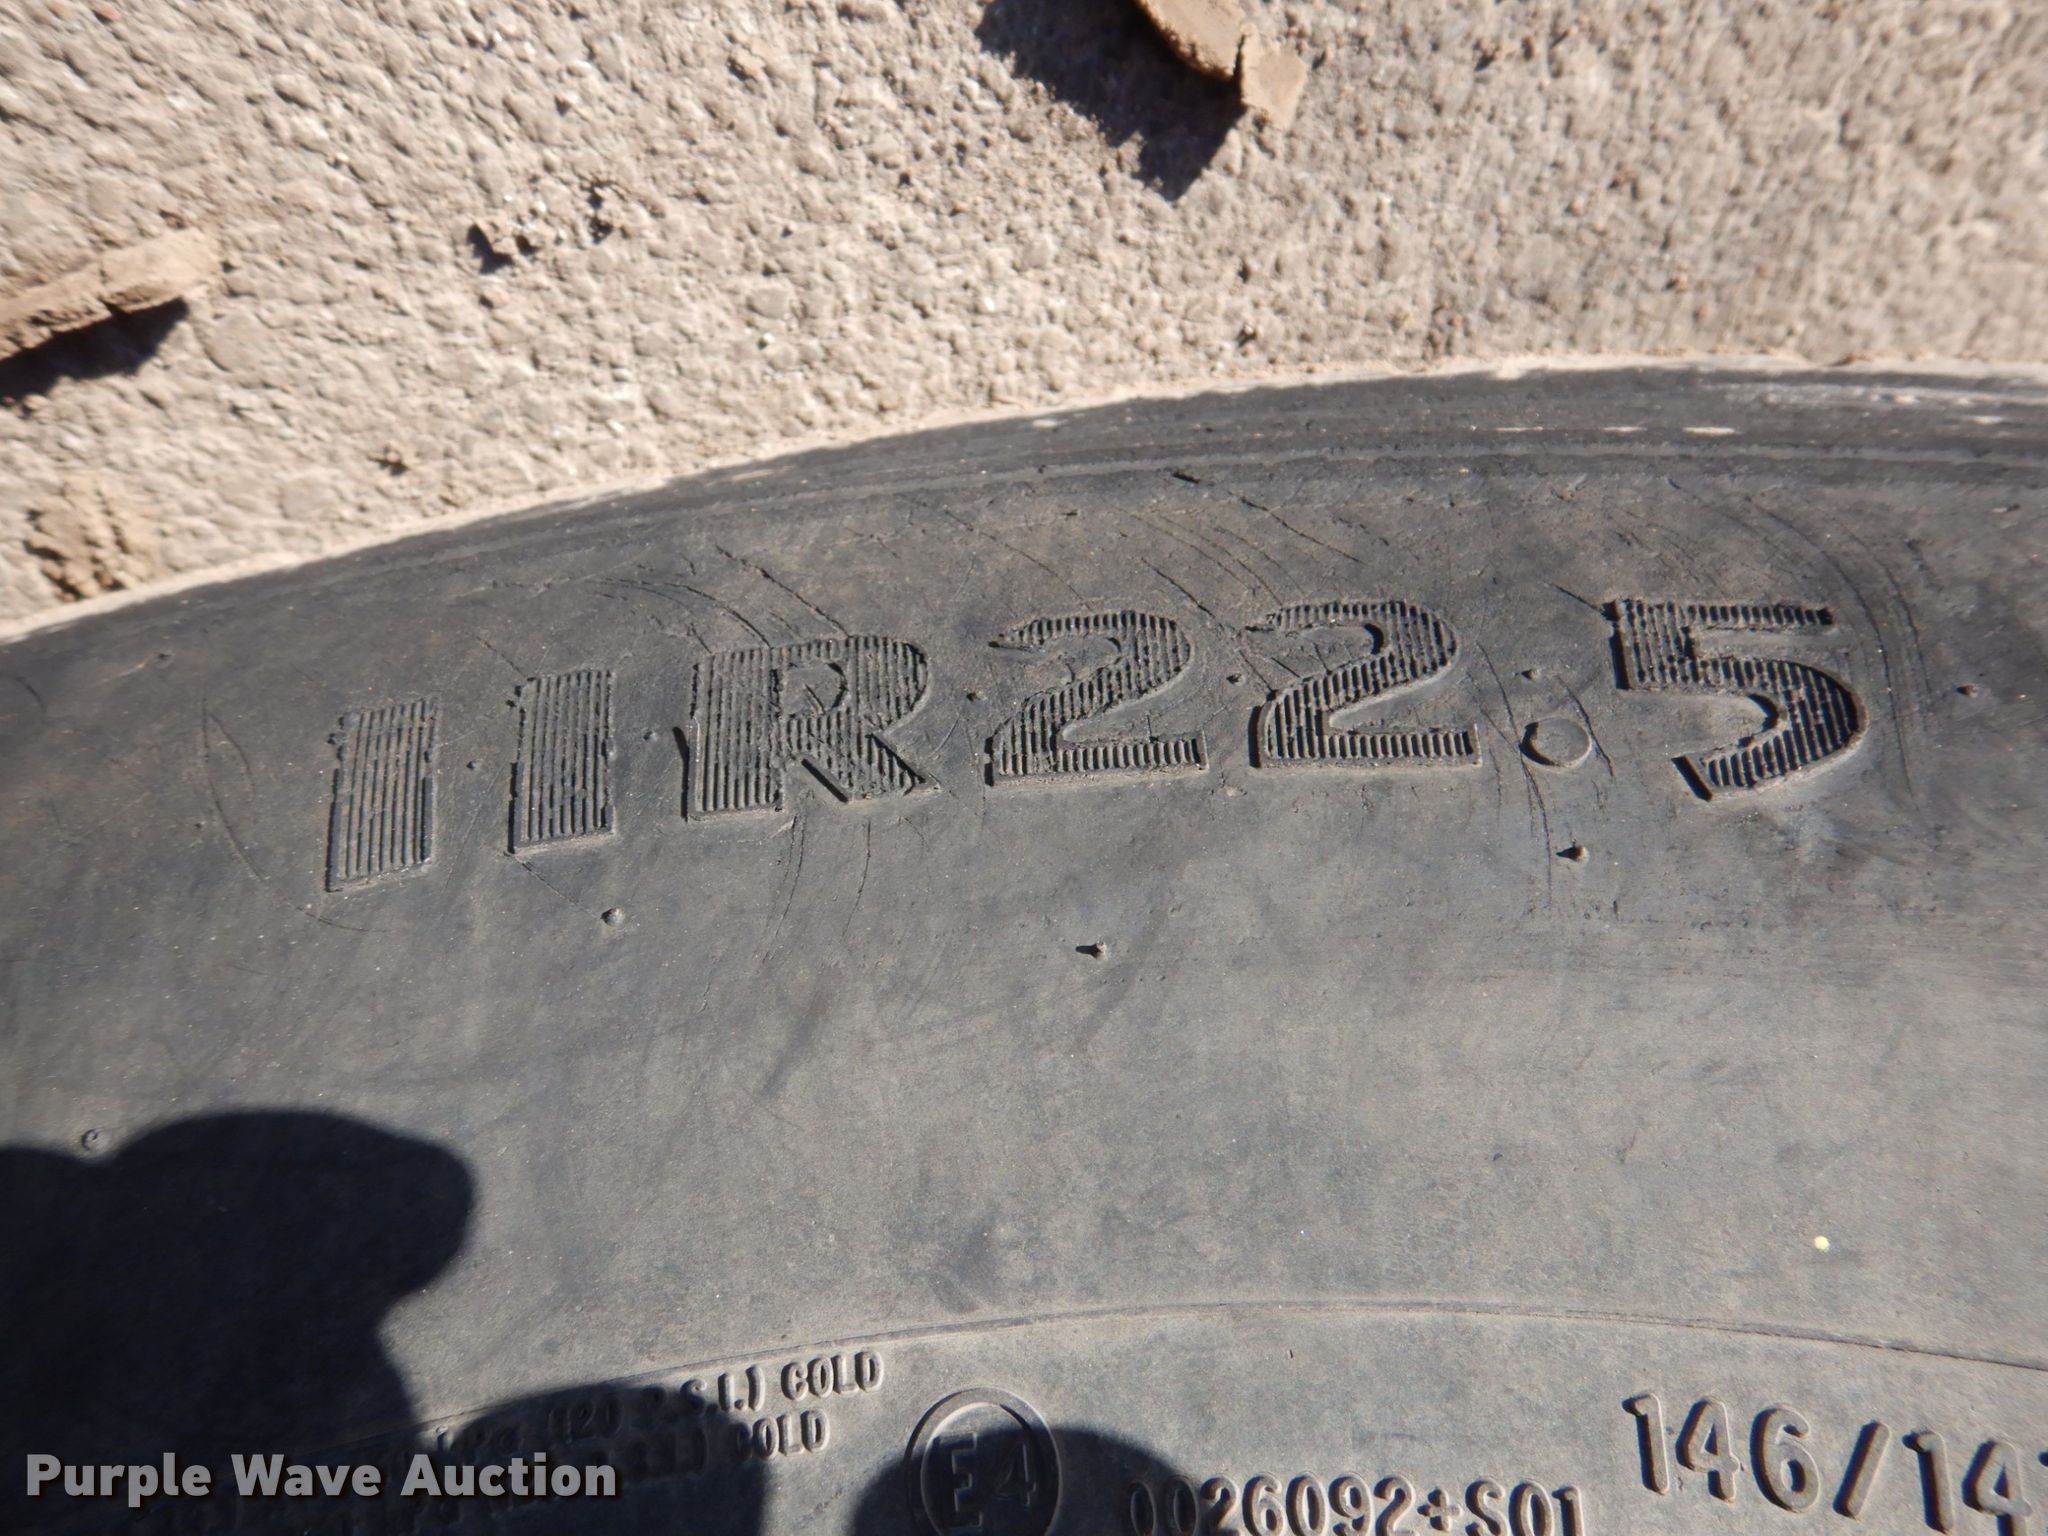 11R22.5
P.S.I.) COLD
COLD
E4
0026092+S01
146/14
Purple Wave Auction